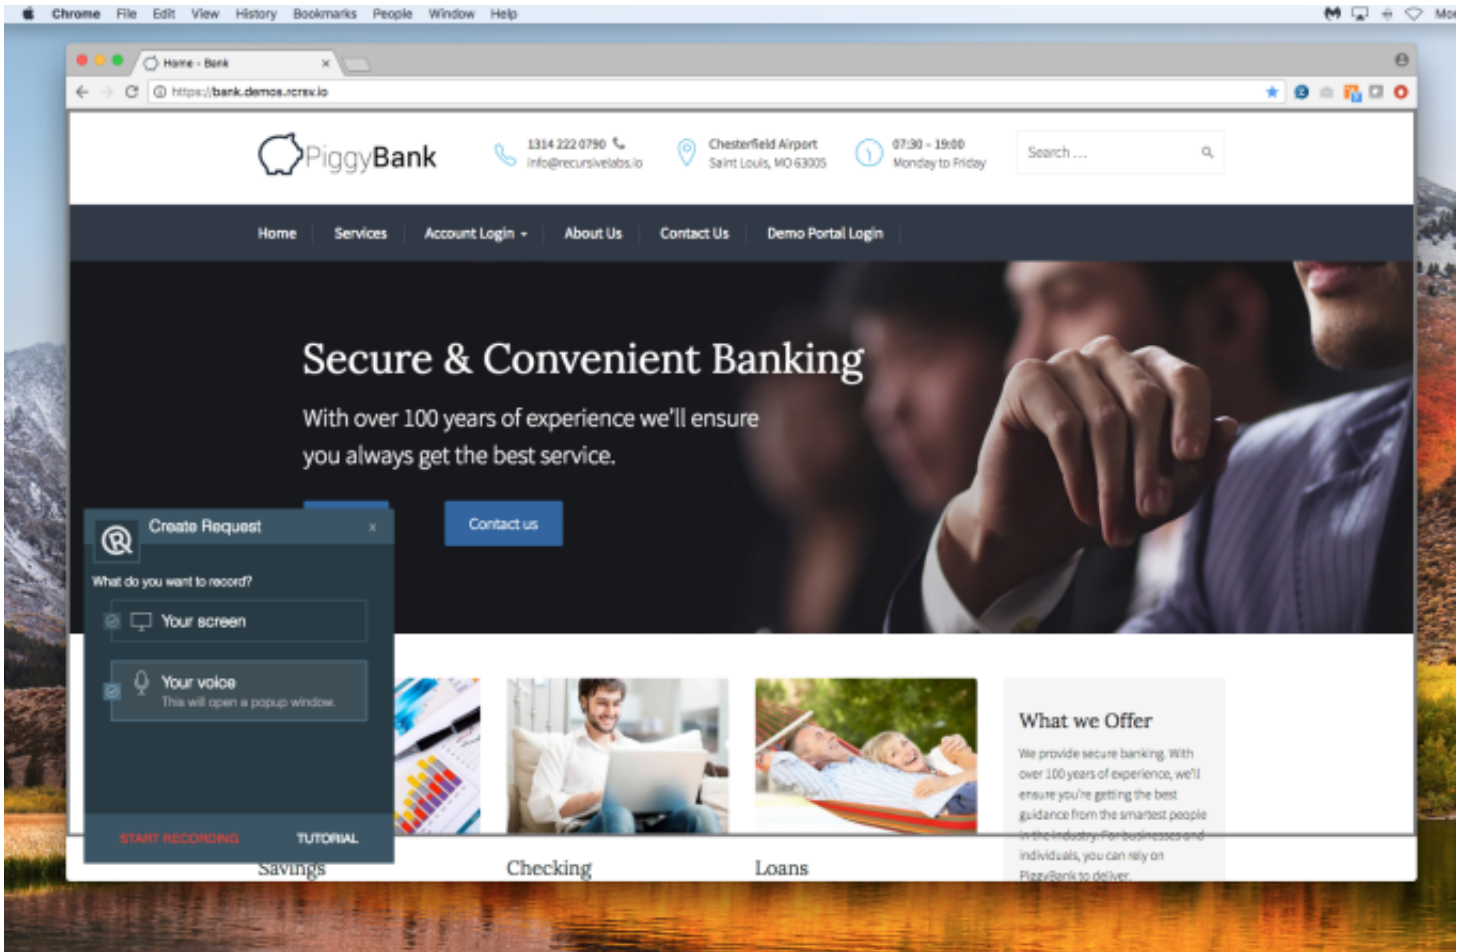 Chrome File Edit View History Bookmarks People Window Help
Home - Bank
https://bank.demos.rcrsv.io
PiggyBank
1314 222 0790
info@recursivelabs.io
Chesterfield Airport
Saint Louis, MO 63005
07:30 - 19:00
Monday to Friday
Search ...
Home Services Account Login About Us Contact Us Demo Portal Login
Secure & Convenient Banking
With over 100 years of experience we'll ensure
you always get the best service.
Contact us
Create Request x
What do you want to record?
Your screen
Your voice
This will open a popup window.
START RECORDING TUTORIAL
Savings
Checking
Loans
What we Offer
We provide secure banking. With
over 100 years of experience, we'll
ensure you're getting the best
guidance from the smartest people
in the industry. For businesses and
individuals, you can rely on
PiggyBank to deliver.